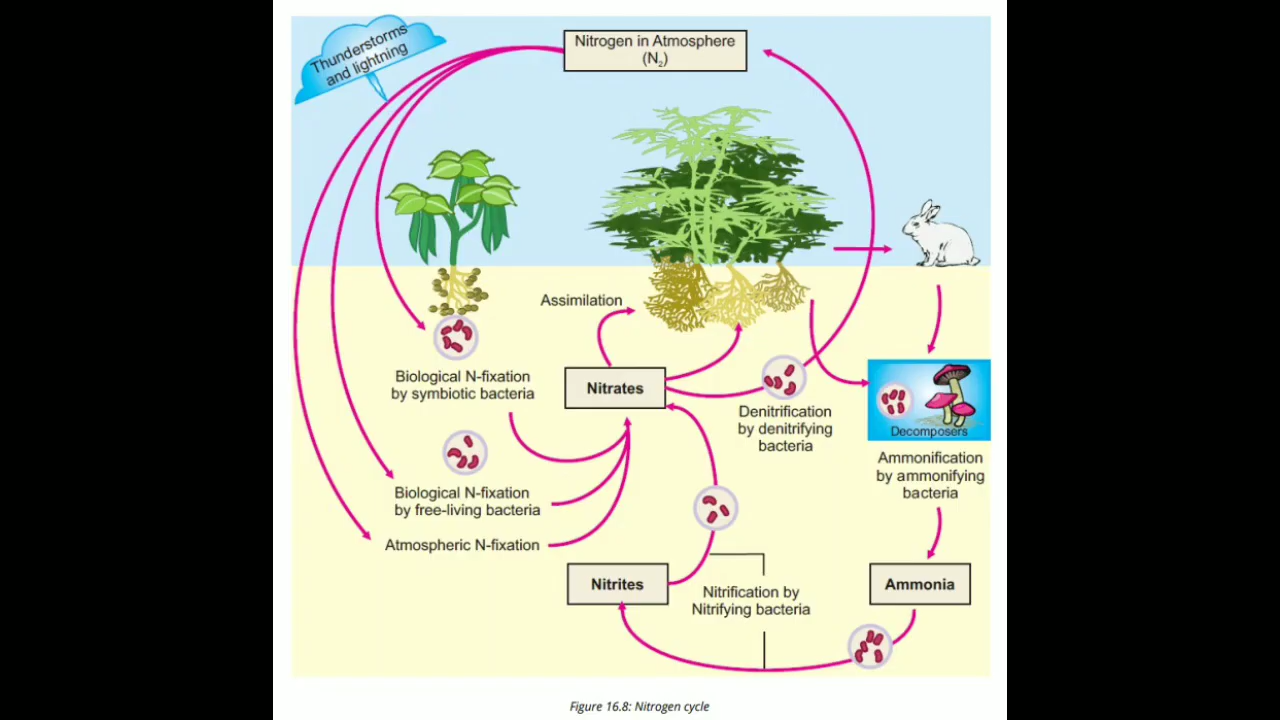 Thunderstorms
and lightning
Nitrogen in Atmosphere
(N₂)
Assimilation
Biological N-fixation
by symbiotic bacteria
Nitrates
Denitrification
by denitrifying
bacteria
Decomposers
Ammonification
by ammonifying
bacteria
Biological N-fixation
by free-living bacteria
Atmospheric N-fixation
Nitrites
Nitrification by
Nitrifying bacteria
Ammonia
Figure 16.8: Nitrogen cycle